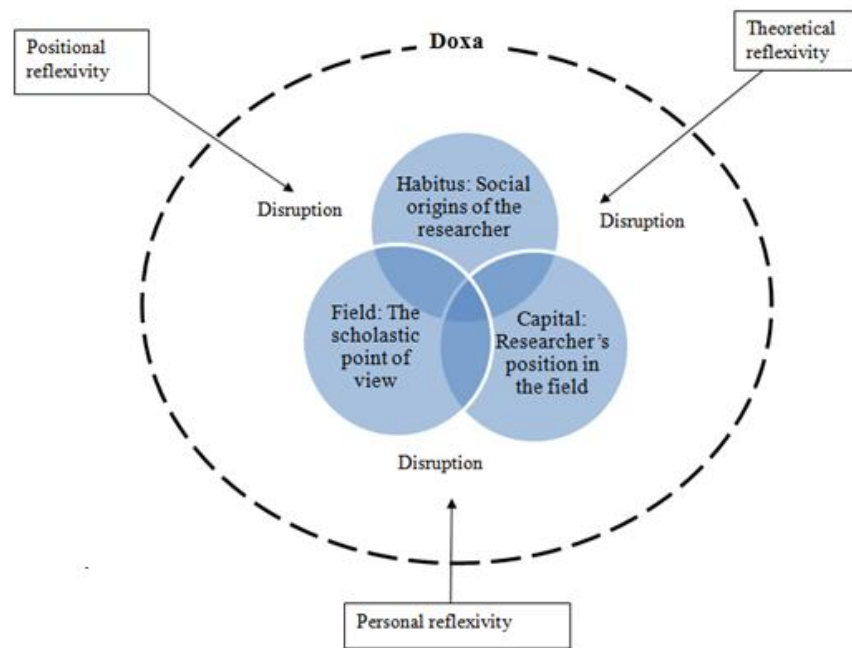 Doxa
Positional
reflexivity
Theoretical
reflexivity
Habitus: Social
origins of the
researcher
Disruption
Disruption
Field: The
scholastic
point of
view
Capital:
Researcher’s
position in
the field
Disruption
Personal reflexivity